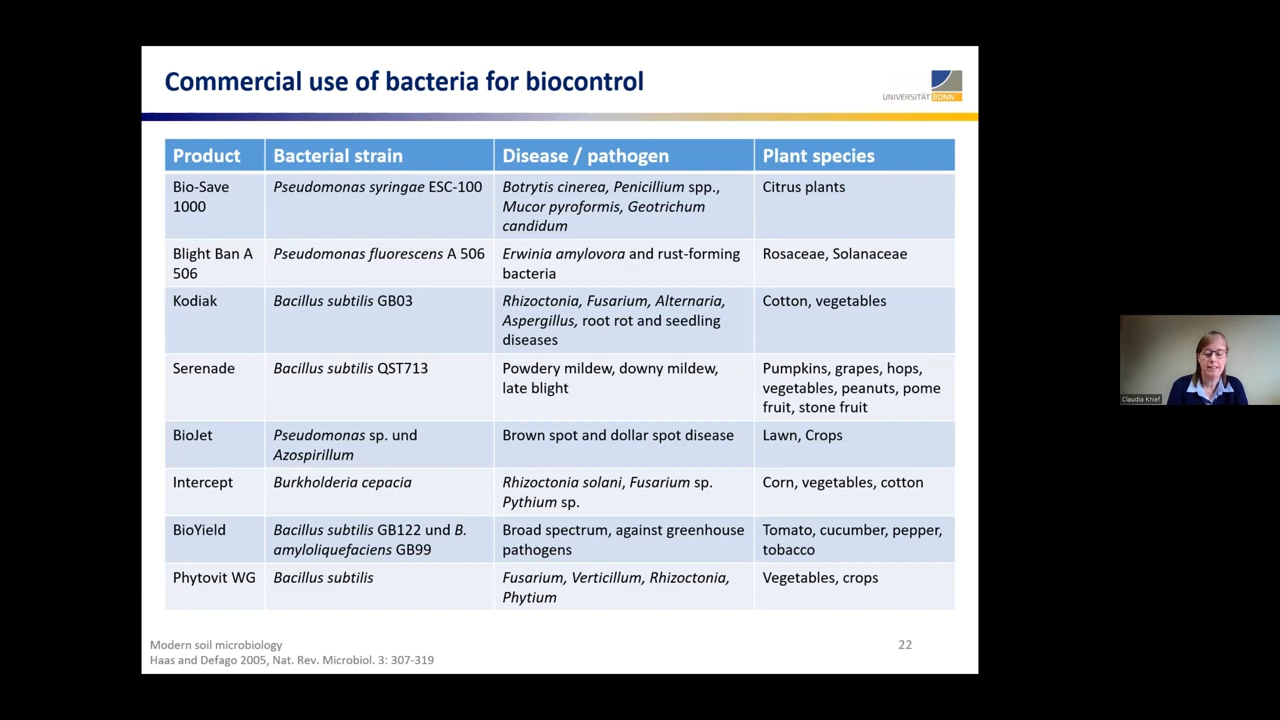 Commercial use of bacteria for biocontrol
UNIVERSITÄT BONN
Product
Bacterial strain
Disease / pathogen
Plant species
Bio-Save
1000
Pseudomonas syringae ESC-100
Botrytis cinerea, Penicillium spp.,
Mucor pyroformis, Geotrichum
candidum
Citrus plants
Blight Ban A
506
Pseudomonas fluorescens A 506
Erwinia amylovora and rust-forming
bacteria
Rosaceae, Solanaceae
Kodiak
Bacillus subtilis GB03
Rhizoctonia, Fusarium, Alternaria,
Aspergillus, root rot and seedling
diseases
Cotton, vegetables
Serenade
Bacillus subtilis QST713
Powdery mildew, downy mildew,
late blight
Pumpkins, grapes, hops,
vegetables, peanuts, pome
fruit, stone fruit
BioJet
Pseudomonas sp. und
Azospirillum
Brown spot and dollar spot disease
Lawn, Crops
Intercept
Burkholderia cepacia
Rhizoctonia solani, Fusarium sp.
Pythium sp.
Corn, vegetables, cotton
BioYield
Bacillus subtilis GB122 und B.
amyloliquefaciens GB99
Broad spectrum, against greenhouse
pathogens
Tomato, cucumber, pepper,
tobacco
Phytovit WG
Bacillus subtilis
Fusarium, Verticillum, Rhizoctonia,
Phytium
Vegetables, crops
Modern soil microbiology
Haas and Defago 2005, Nat. Rev. Microbiol. 3: 307-319
22
Claudia Knief